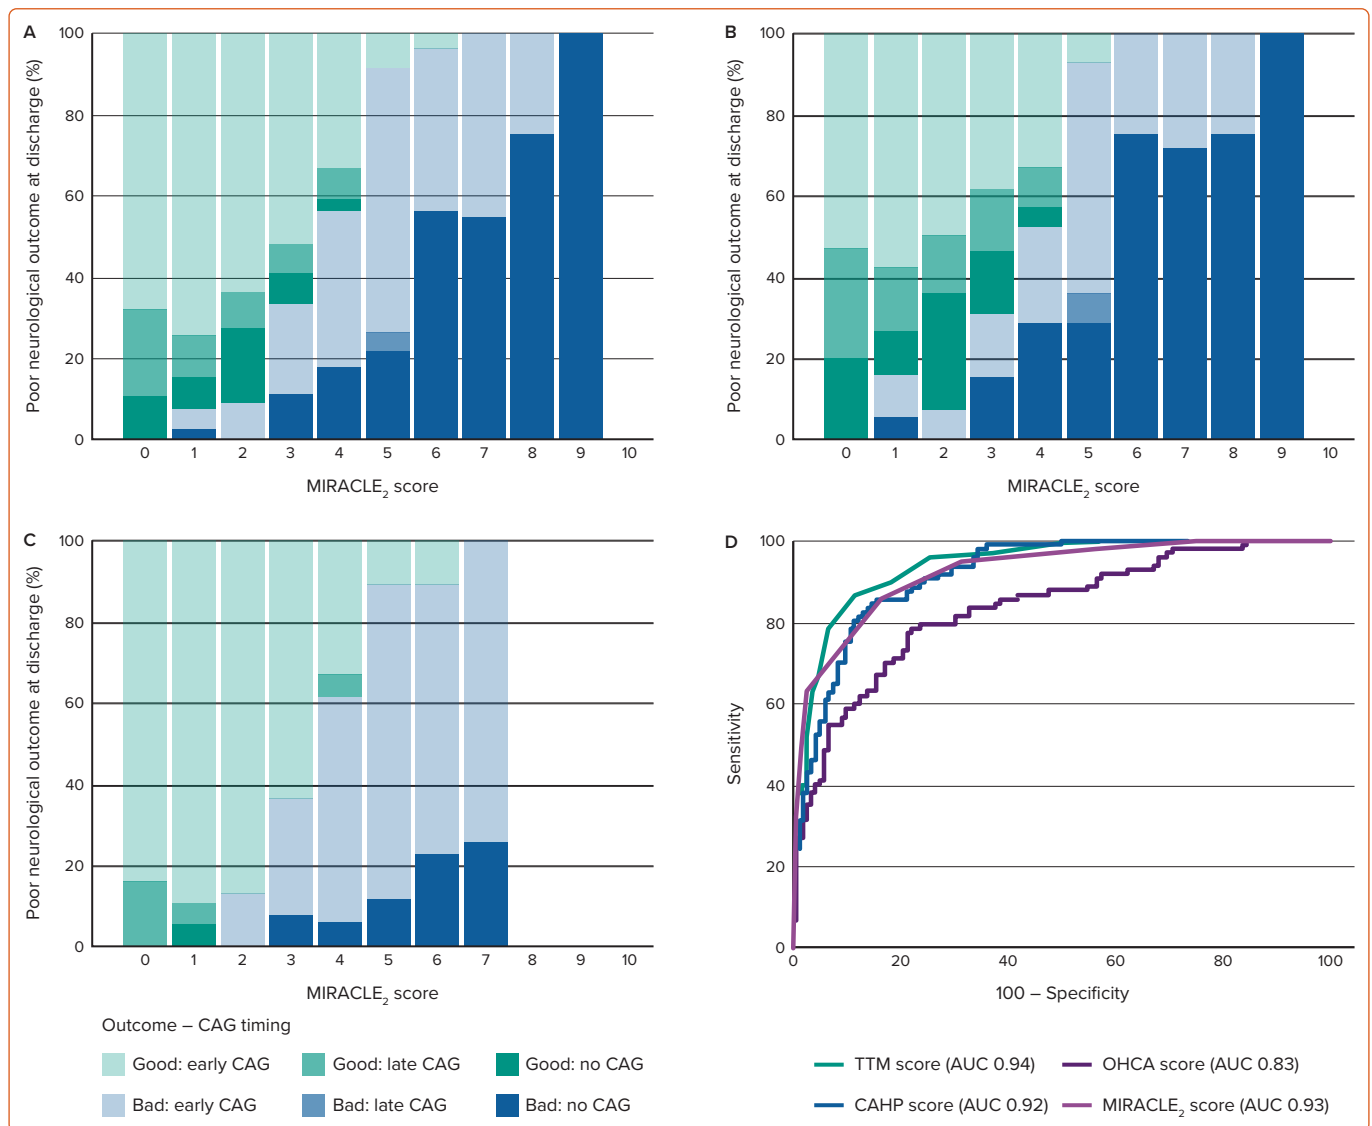 A
Poor neurological outcome at discharge (%)
100
80
60
40
20
0
0 1 2 3 4 5 6 7 8 9 10
MIRACLE2 score
B
Poor neurological outcome at discharge (%)
100
80
60
40
20
0
0 1 2 3 4 5 6 7 8 9 10
MIRACLE2 score
C
Poor neurological outcome at discharge (%)
100
80
60
40
20
0
0 1 2 3 4 5 6 7 8 9 10
MIRACLE2 score
Outcome – CAG timing
Good: early CAG
Good: late CAG
Good: no CAG
Bad: early CAG
Bad: late CAG
Bad: no CAG
D
Sensitivity
100
80
60
40
20
0
0 20 40 60 80 100
100 – Specificity
TTM score (AUC 0.94)
OHCA score (AUC 0.83)
CAHP score (AUC 0.92)
MIRACLE2 score (AUC 0.93)